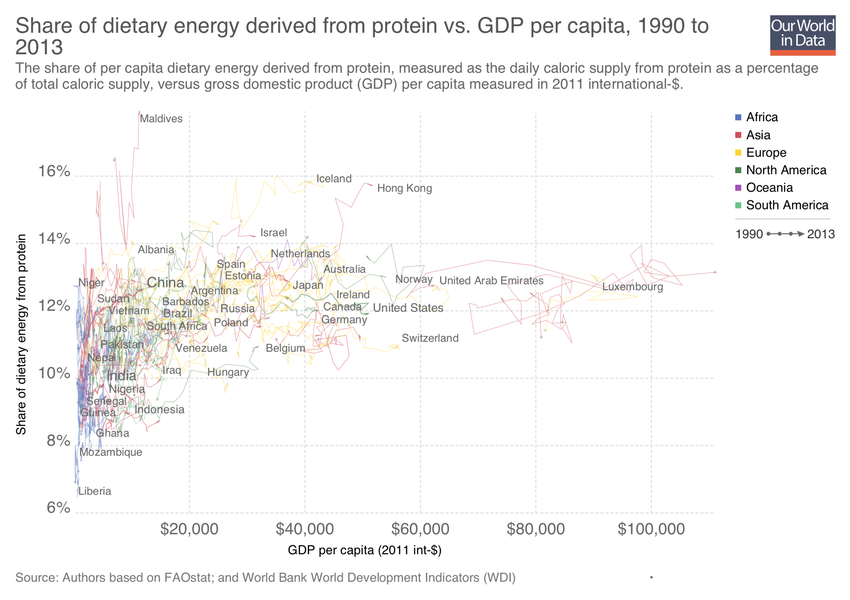 Share of dietary energy derived from protein vs. GDP per capita, 1990 to
2013
Our World
in Data
The share of per capita dietary energy derived from protein, measured as the daily caloric supply from protein as a percentage
of total caloric supply, versus gross domestic product (GDP) per capita measured in 2011 international-$.
Maldives
Africa
Asia
Europe
North America
Oceania
South America
1990
2013
16%
Iceland
Hong Kong
Israel
14%
Albania
Netherlands
Spain
Australia
Estonia
Niger
China
Japan
Norway
United Arab Emirates
Luxembourg
Argentina
Ireland
Sudan
Barbados
12%
Vietnam
Brazil
Russia
Canada
United States
Laos
South Africa
Poland
Germany
Switzerland
Pakistan
Venezuela
Belgium
Nepal
10%
India
Iraq
Hungary
Nigeria
Senegal
Guinea
Indonesia
Ghana
8%
Mozambique
Liberia
6%
Share of dietary energy from protein
$20,000
$40,000
$60,000
$80,000
$100,000
GDP per capita (2011 int-$)
Source: Authors based on FAOstat; and World Bank World Development Indicators (WDI)